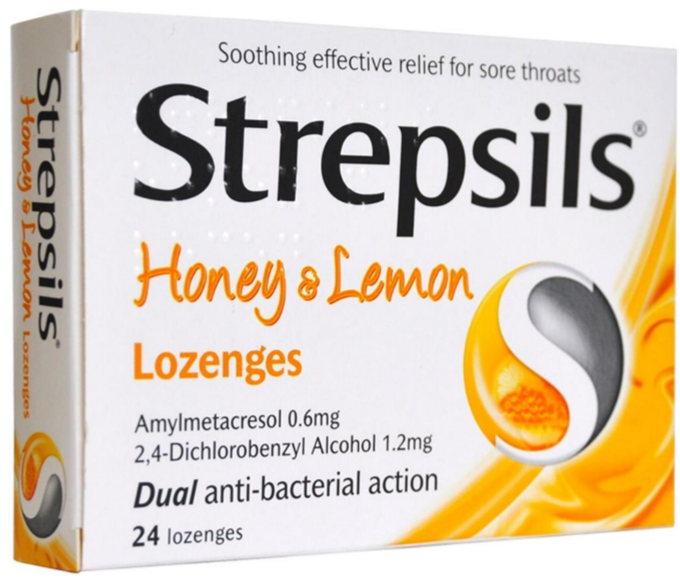 Soothing effective relief for sore throats
Strepsils®
Honey & Lemon
Lozenges
Amylmetacresol 0.6mg
2,4-Dichlorobenzyl Alcohol 1.2mg
Dual anti-bacterial action
24 lozenges
Strepsils®
Honey & Lemon Lozenges